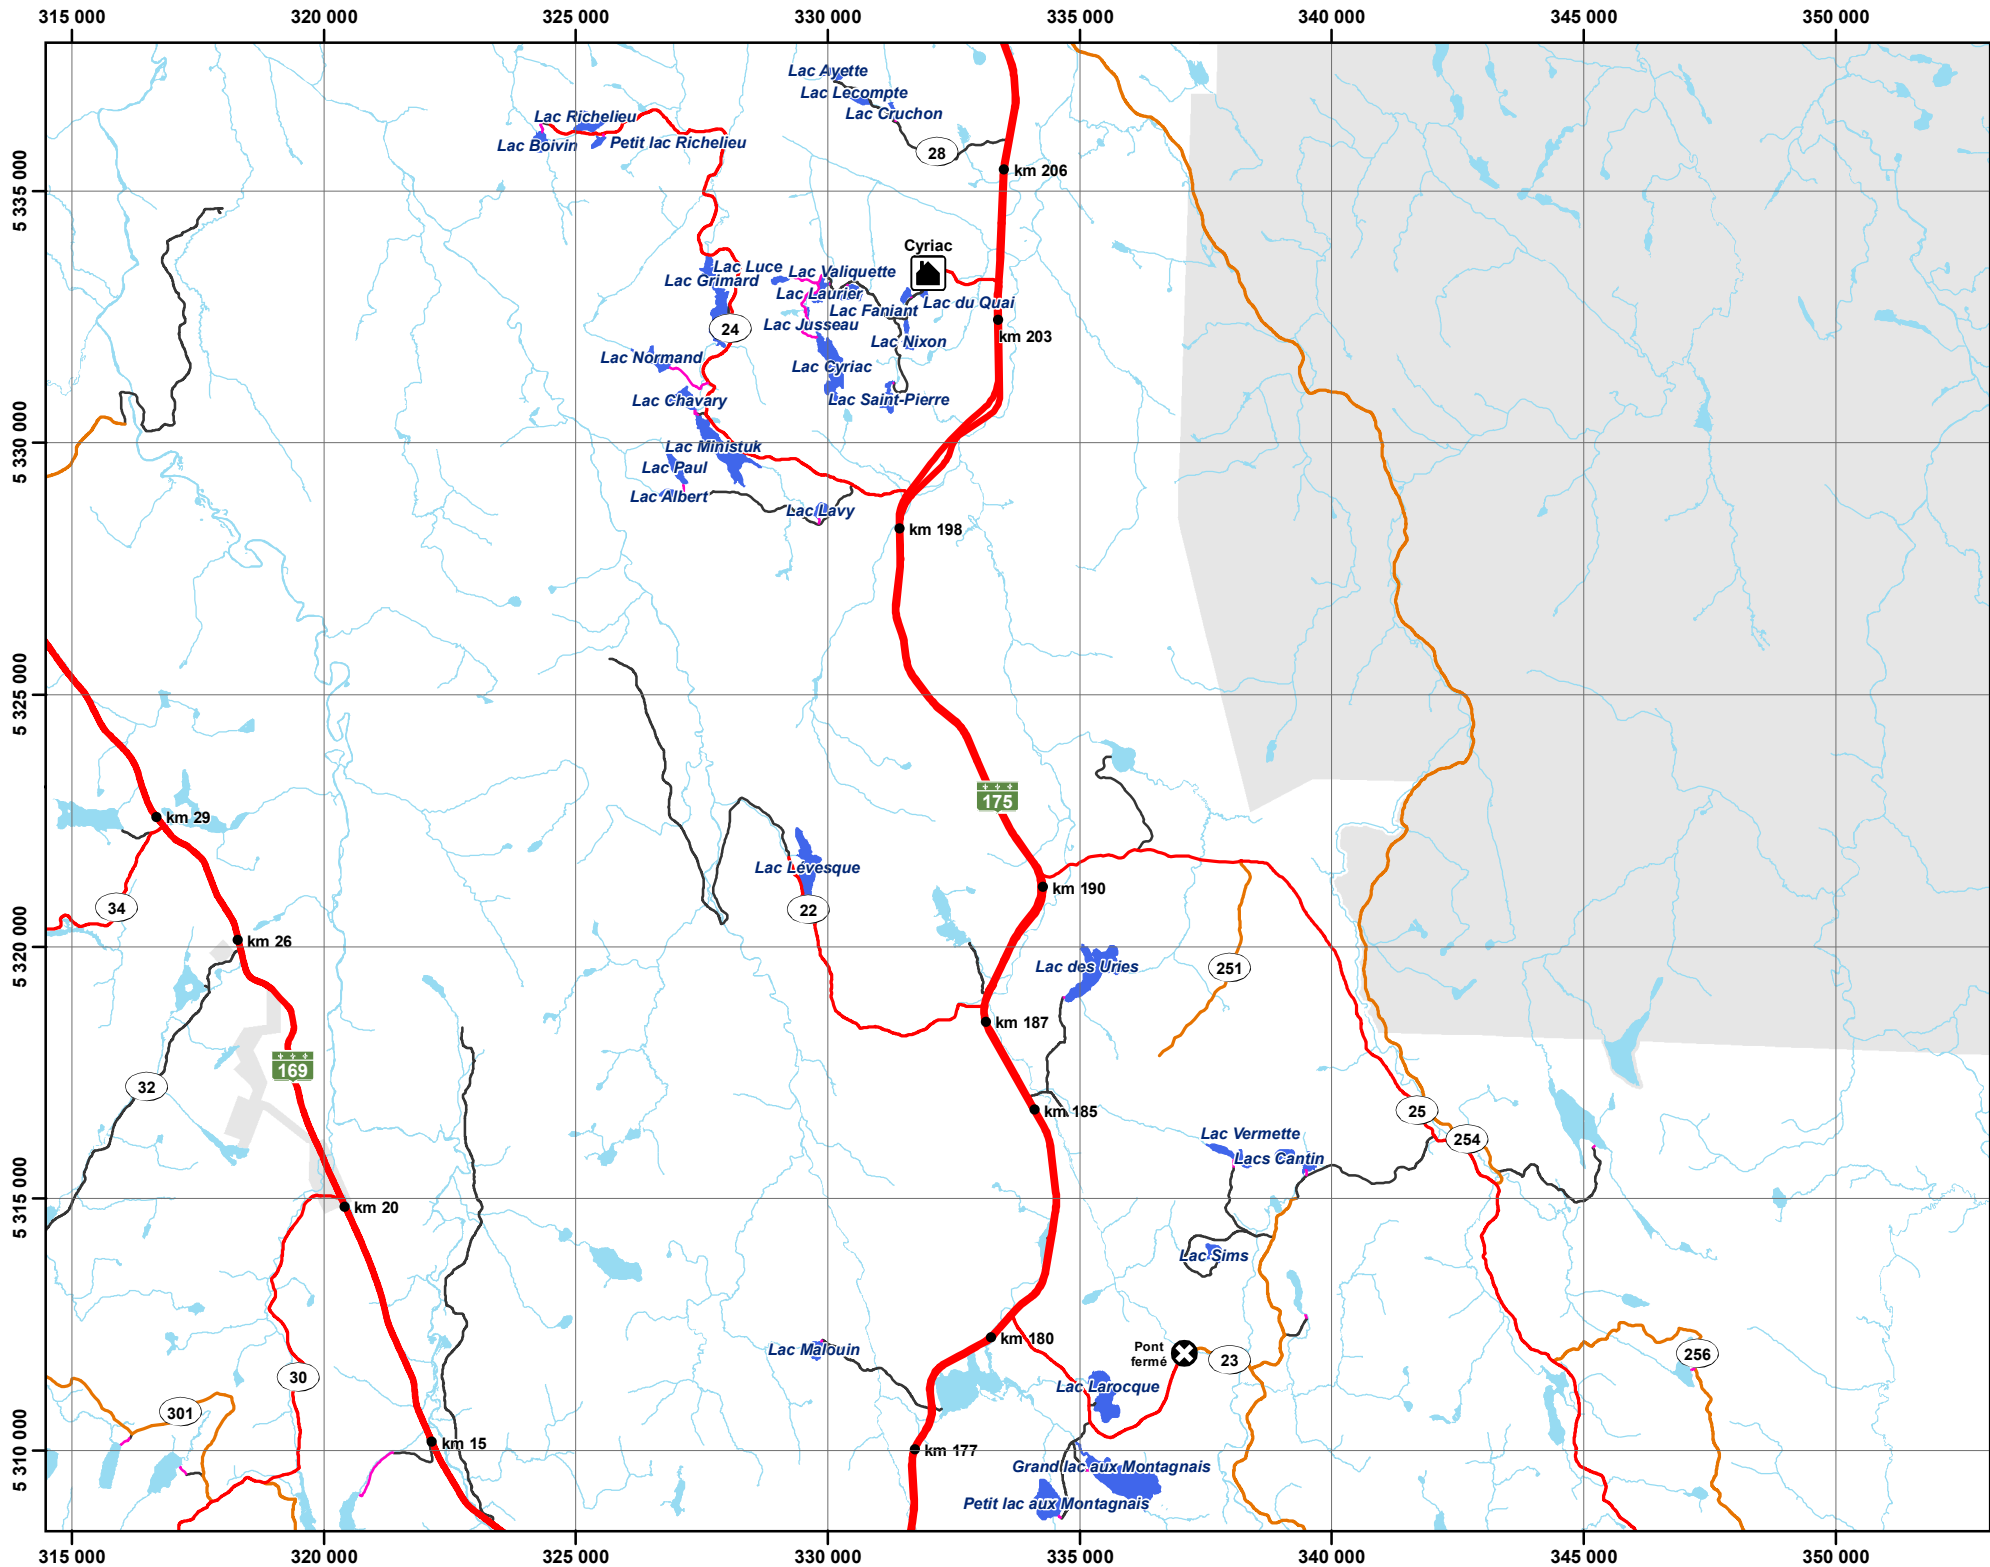 315 000
320 000
325 000
330 000
335 000
340 000
345 000
350 000
Lac Ayette
Lac Lecompte
Lac Cruchon
Lac Richelieu
Lac Boivin
Petit lac Richelieu
28
km 206
5 335 000
Cyriac
Lac Luce
Lac Valiquette
Lac Grimard
Lac Laurier
Lac du Quai
Lac Faniant
24
Lac Jusseau
km 203
Lac Nixon
Lac Normand
Lac Cyriac
Lac Chavary
Lac Saint-Pierre
5 330 000
Lac Ministuk
Lac Paul
Lac Albert
Lac Lavy
km 198
5 325 000
175
km 29
Lac Lévesque
km 190
34
22
5 320 000
km 26
Lac des Uries
251
km 187
169
32
km 185
25
Lac Vermette
254
Lacs Cantin
5 315 000
km 20
Lac Sims
km 180
Pont
fermé
Lac Malouin
23
256
30
Lac Larocque
301
km 15
km 177
5 310 000
Grand lac aux Montagnais
Petit lac aux Montagnais
315 000
320 000
325 000
330 000
335 000
340 000
345 000
350 000